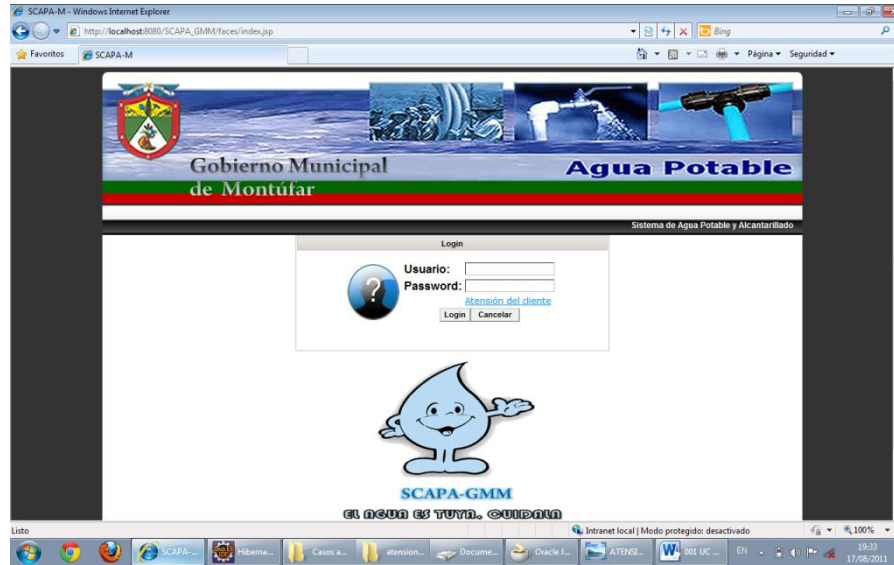 SCAPA-M - Windows Internet Explorer
http://localhost:8080/SCAPA_GMM/faces/index.jsp
Bing
Favoritos
SCAPA-M
Página
Seguridad
Gobierno Municipal
de Montúfar
Agua Potable
Sistema de Agua Potable y Alcantarillado
Login
Usuario:
Password:
Atensión del cliente
Login
Cancelar
SCAPA-GMM
EL AGUA ES TUYA. CUIDALA
Listo
Intranet local | Modo protegido: desactivado
100%
SCAPA-...
Hiberna...
Casos a...
atension...
Docume...
Oracle J...
ATENSI...
001 UC ...
EN
19:33
17/08/2011